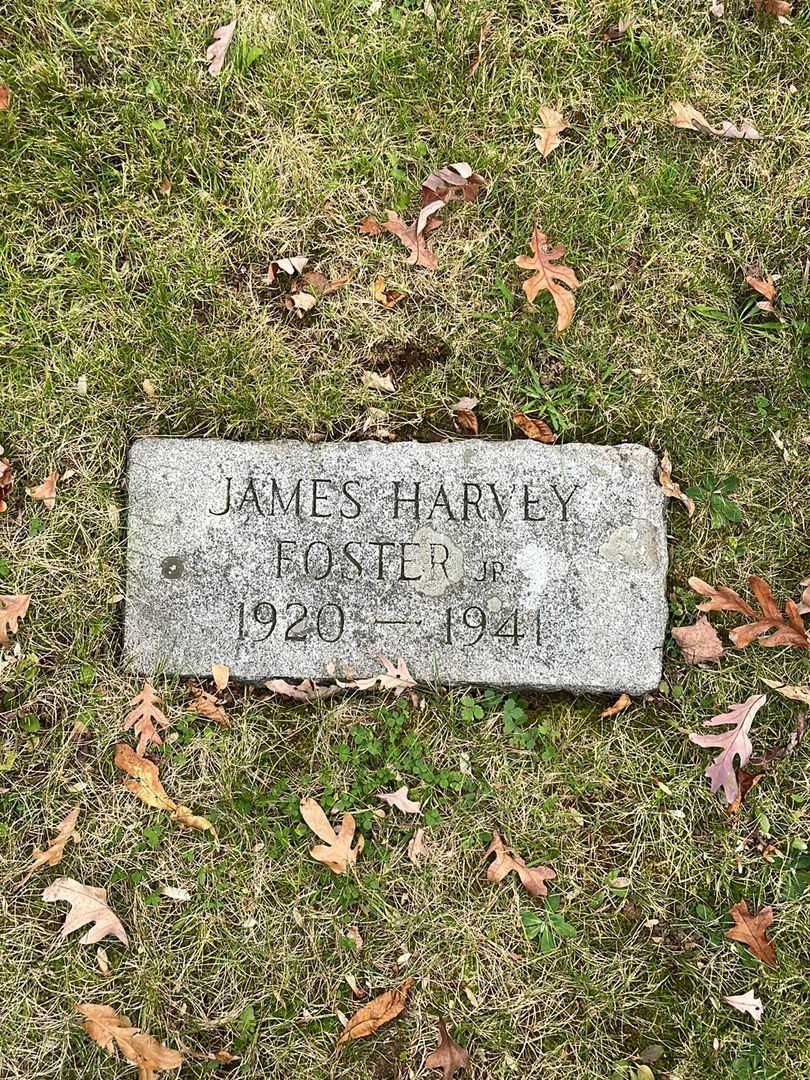 JAMES HARVEY
FOSTER JR.
1920 — 1941